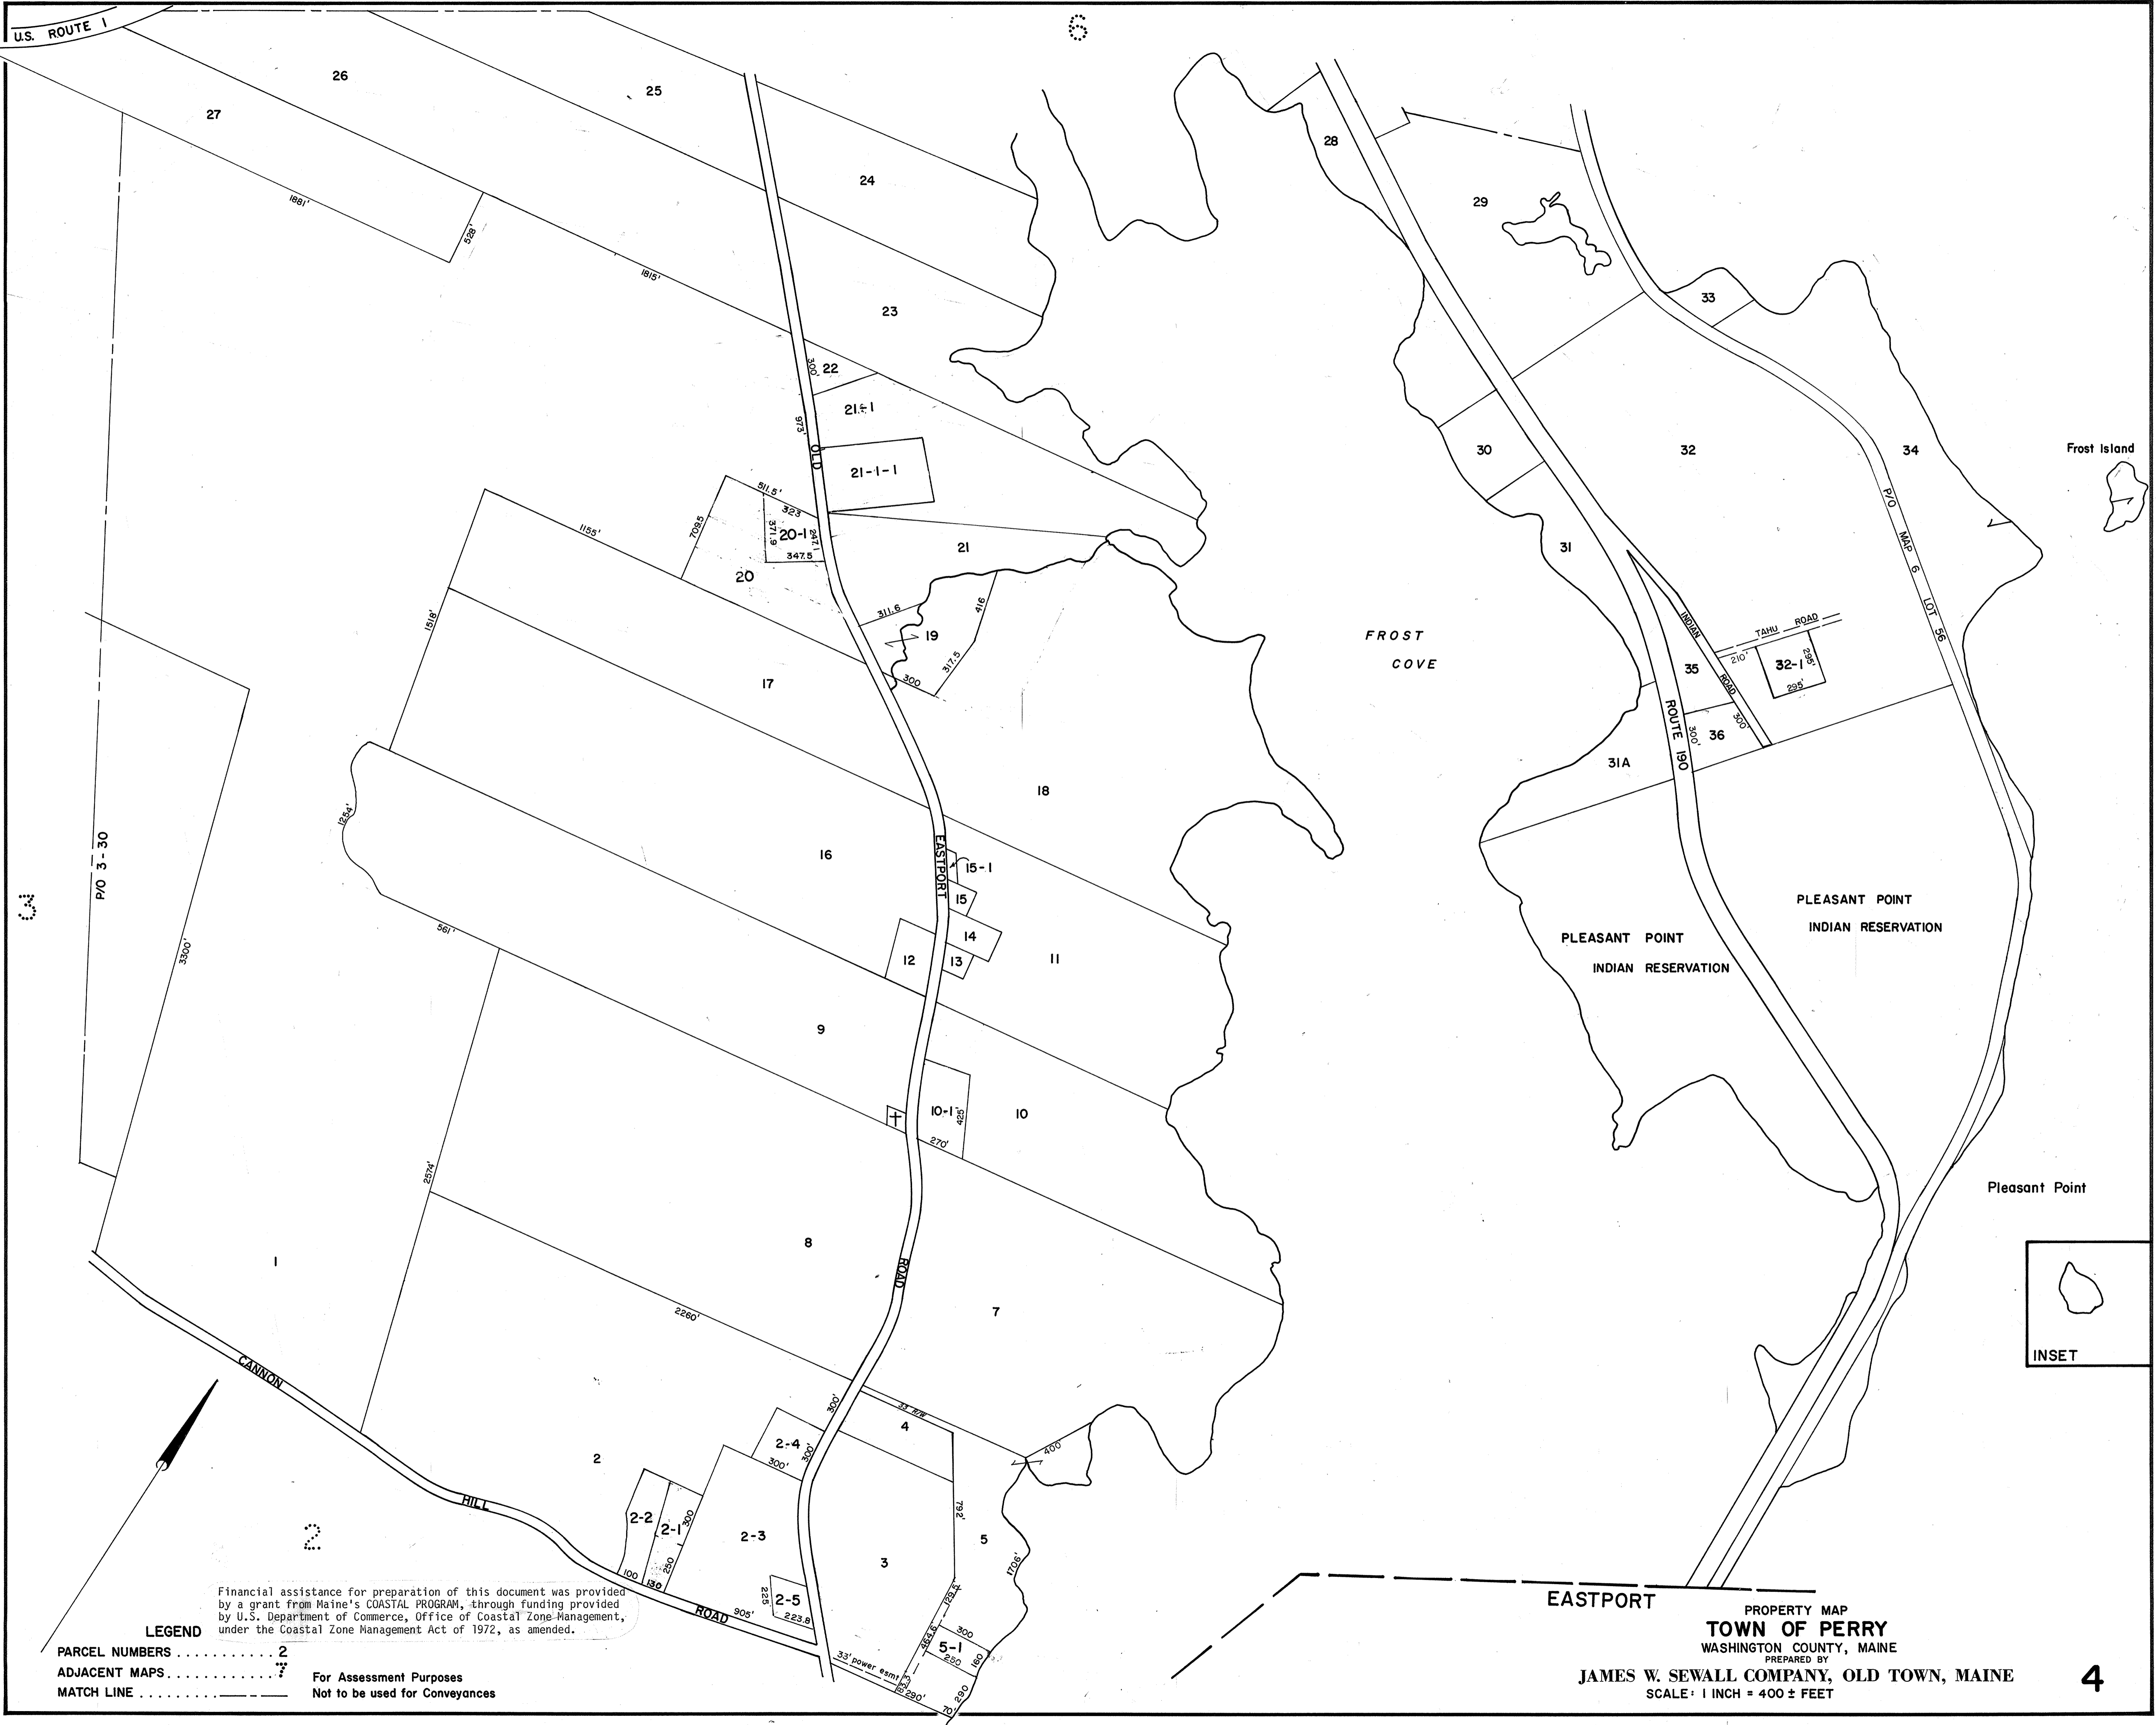 U.S. ROUTE 1
6
26
25
27
24
28
29
1881'
528'
1815'
23
33
300'
22
21-1
973'
OLD
21-1-1
30
32
34
Frost Island
511.5'
323
371.9
20-1
247.1
347.5
709.5
20
1155'
21
31
P/O MAP 6 LOT 56
1518'
311.6
416
19
317.5
300
FROST
COVE
INDIAN
ROAD
TAHU ROAD
210'
32-1
295'
295'
35
17
ROUTE 190
300'
36
300'
31A
18
1254'
P/O 3-30
16
EASTPORT
15-1
15
14
13
12
11
3
3300'
561'
PLEASANT POINT
INDIAN RESERVATION
PLEASANT POINT
INDIAN RESERVATION
9
10-1
425'
270'
10
2574'
Pleasant Point
8
1
ROAD
7
2260'
INSET
CANNON
300'
33 R/W
4
2-4
300'
300'
400
2
HILL
2-2
2-1
300
250
2-3
792'
5
3
1706'
2
100
130
225
2-5
223.8
129.5'
ROAD
905'
464.6'
300
5-1
250
160
33' power esmt
83.3
290'
290
70'
Financial assistance for preparation of this document was provided
by a grant from Maine's COASTAL PROGRAM, through funding provided
by U.S. Department of Commerce, Office of Coastal Zone Management,
under the Coastal Zone Management Act of 1972, as amended.
LEGEND
PARCEL NUMBERS . . . . . . . . . . . 2
ADJACENT MAPS . . . . . . . . . . . . 7
MATCH LINE . . . . . . . . .
For Assessment Purposes
Not to be used for Conveyances
EASTPORT
PROPERTY MAP
TOWN OF PERRY
WASHINGTON COUNTY, MAINE
PREPARED BY
JAMES W. SEWALL COMPANY, OLD TOWN, MAINE
SCALE: 1 INCH = 400 ± FEET
4